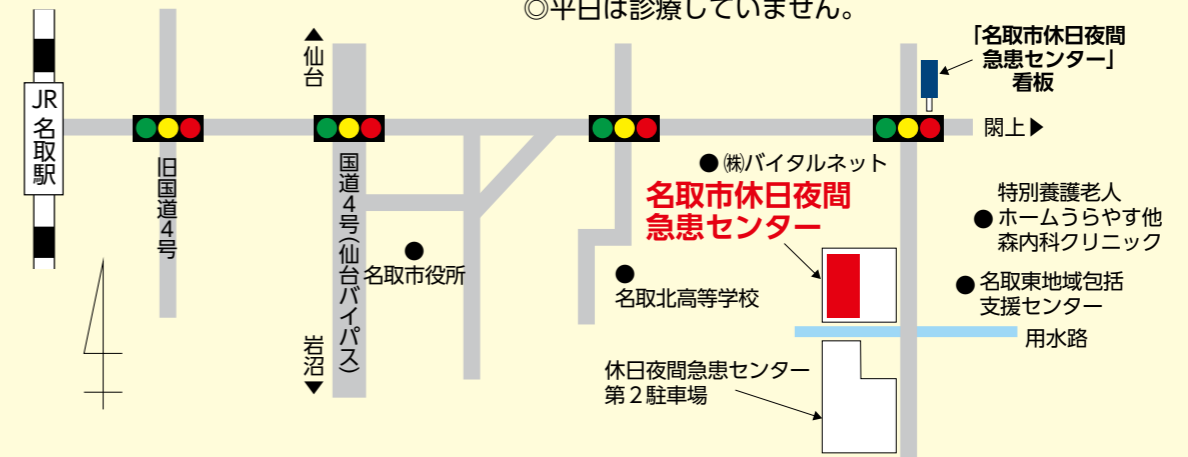 ◎平日は診療していません。
▲
仙台
「名取市休日夜間
急患センター」
看板
JR
名取駅
閖上▶
旧国道4号
国道4号(仙台バイパス)
●㈱バイタルネット
名取市休日夜間
急患センター
特別養護老人
●ホームうらやす他
森内科クリニック
●
名取市役所
●
名取北高等学校
●名取東地域包括
支援センター
用水路
岩沼
▼
休日夜間急患センター
第2駐車場